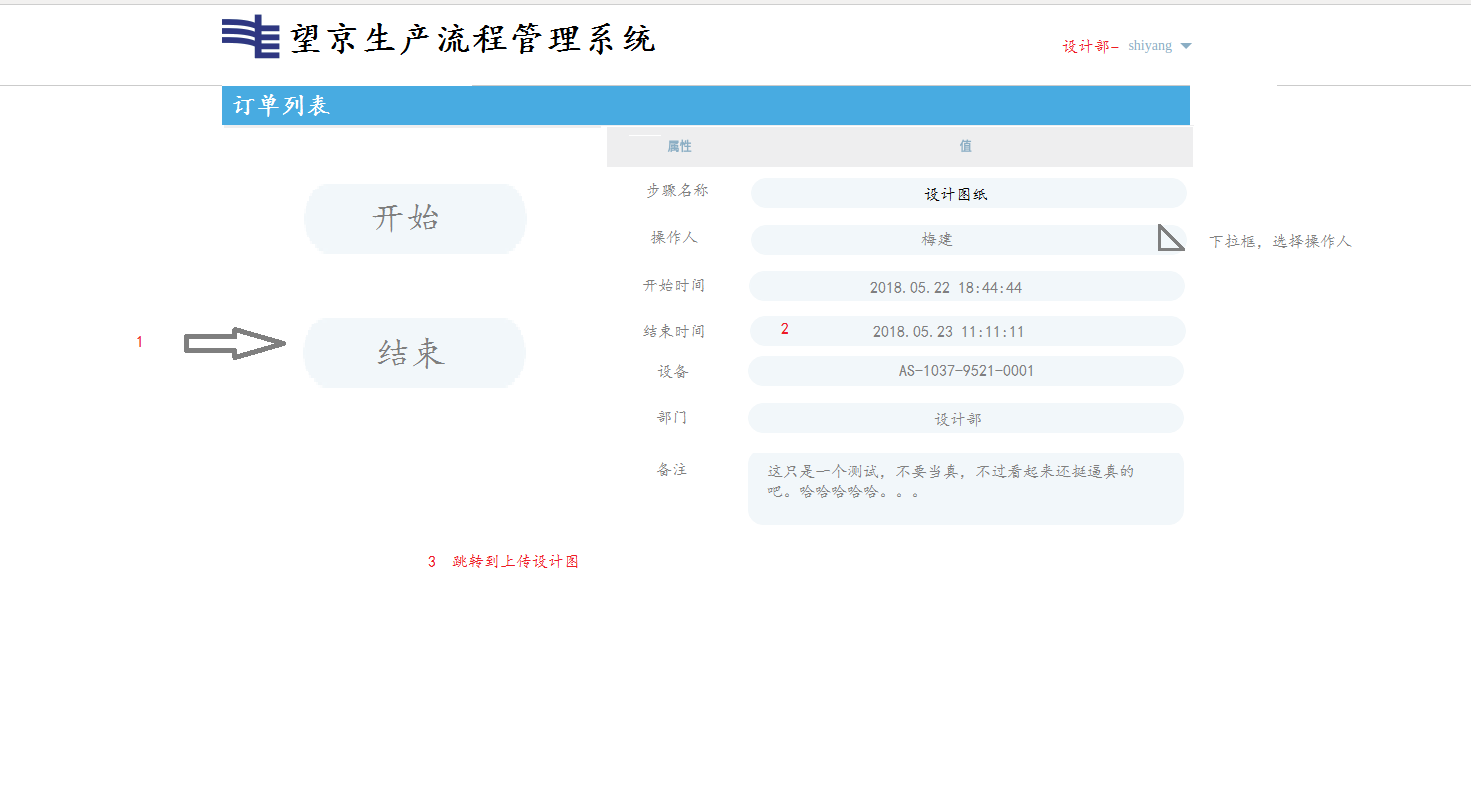 望京生产流程管理系统
设计部- shiyang
订单列表
属性 值
开始
步骤名称 设计图纸
操作人 梅建
下拉框，选择操作人
开始时间 2018.05.22 18:44:44
1
结束
结束时间 2 2018.05.23 11:11:11
设备 AS-1037-9521-0001
部门 设计部
备注 这只是一个测试，不要当真，不过看起来还挺逼真的
吧。哈哈哈哈哈。。。
3 跳转到上传设计图